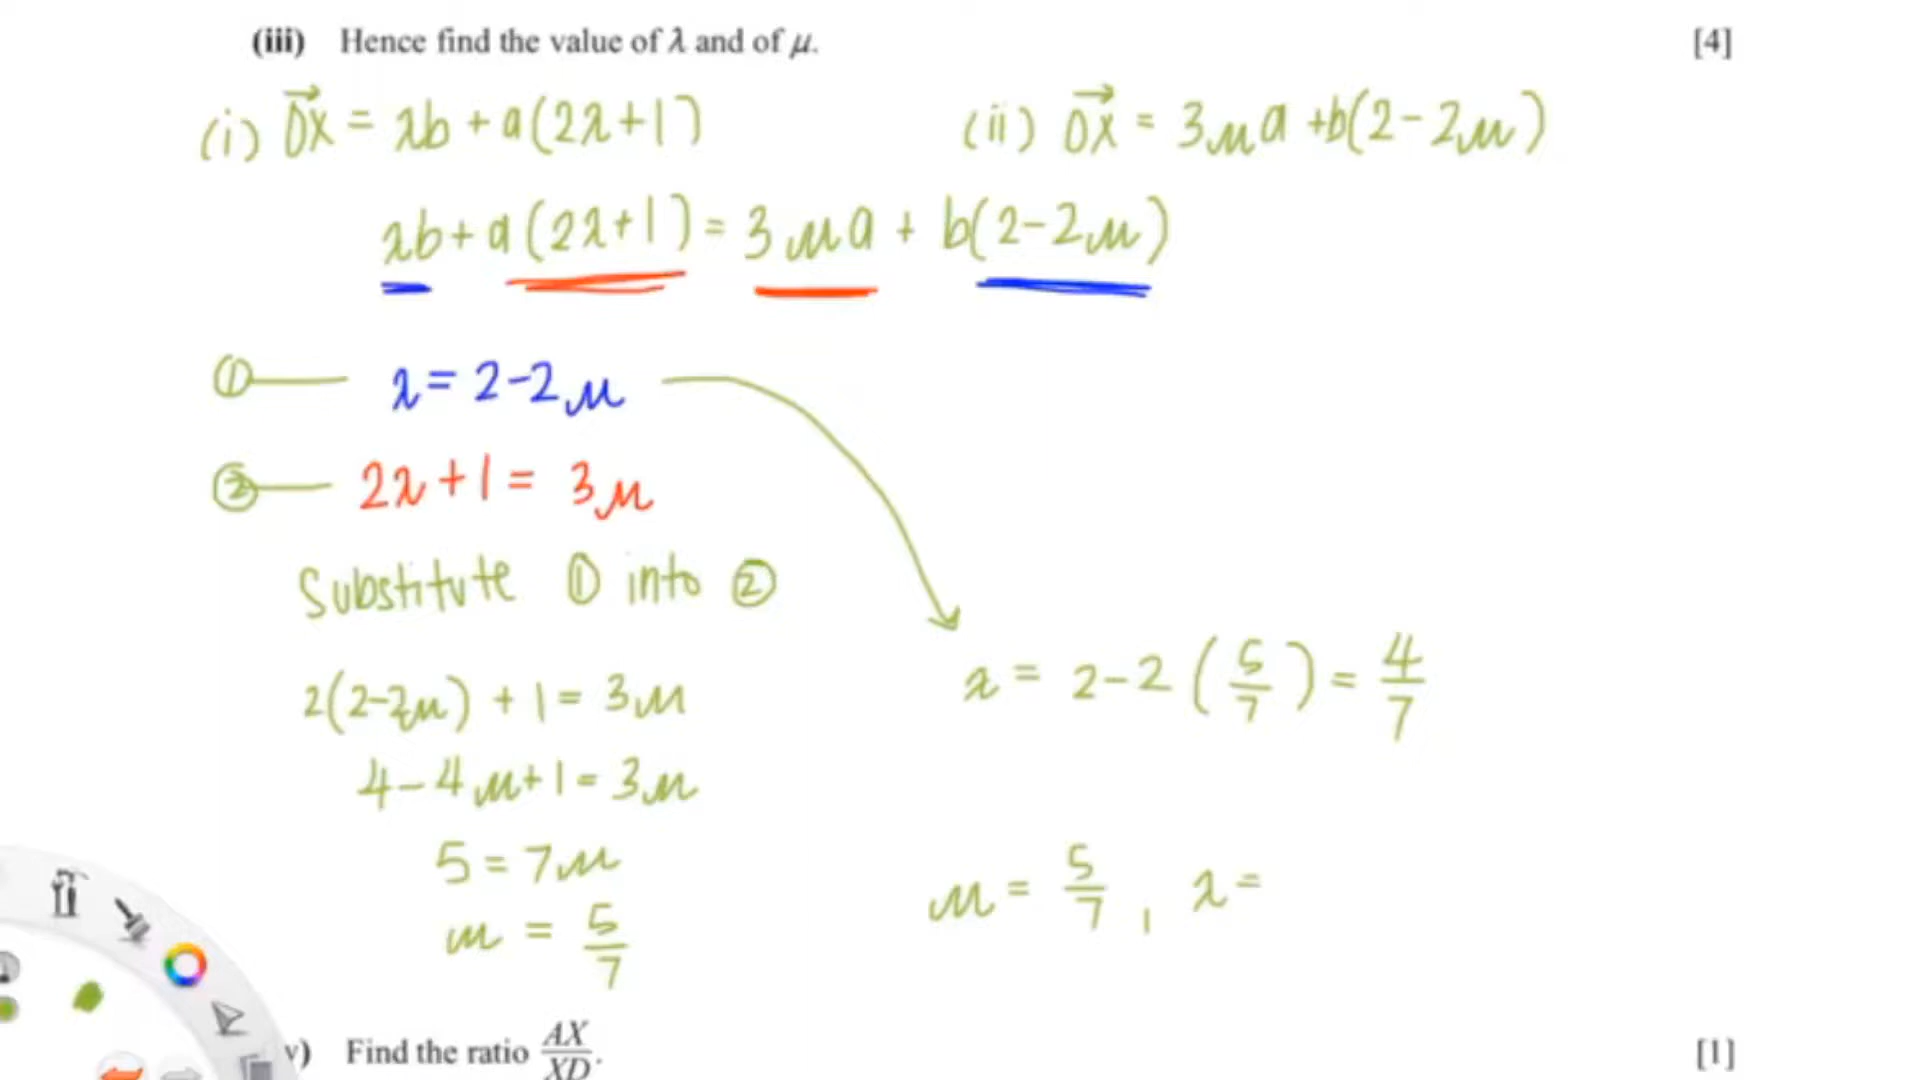 (iii) Hence find the value of λ and of μ. [4]
(i) O͞X⃗ = λb + a(2λ+1) (ii) OX⃗ = 3μa + b(2-2μ)
λb + a(2λ+1) = 3μa + b(2-2μ)
① λ = 2-2μ
② 2λ+1 = 3μ
Substitute ① into ②
2(2-2μ) + 1 = 3μ
λ = 2-2(5/7) = 4/7
4-4μ+1 = 3μ
5 = 7μ
μ = 5/7, λ =
μ = 5/7
v) Find the ratio AX/XD. [1]